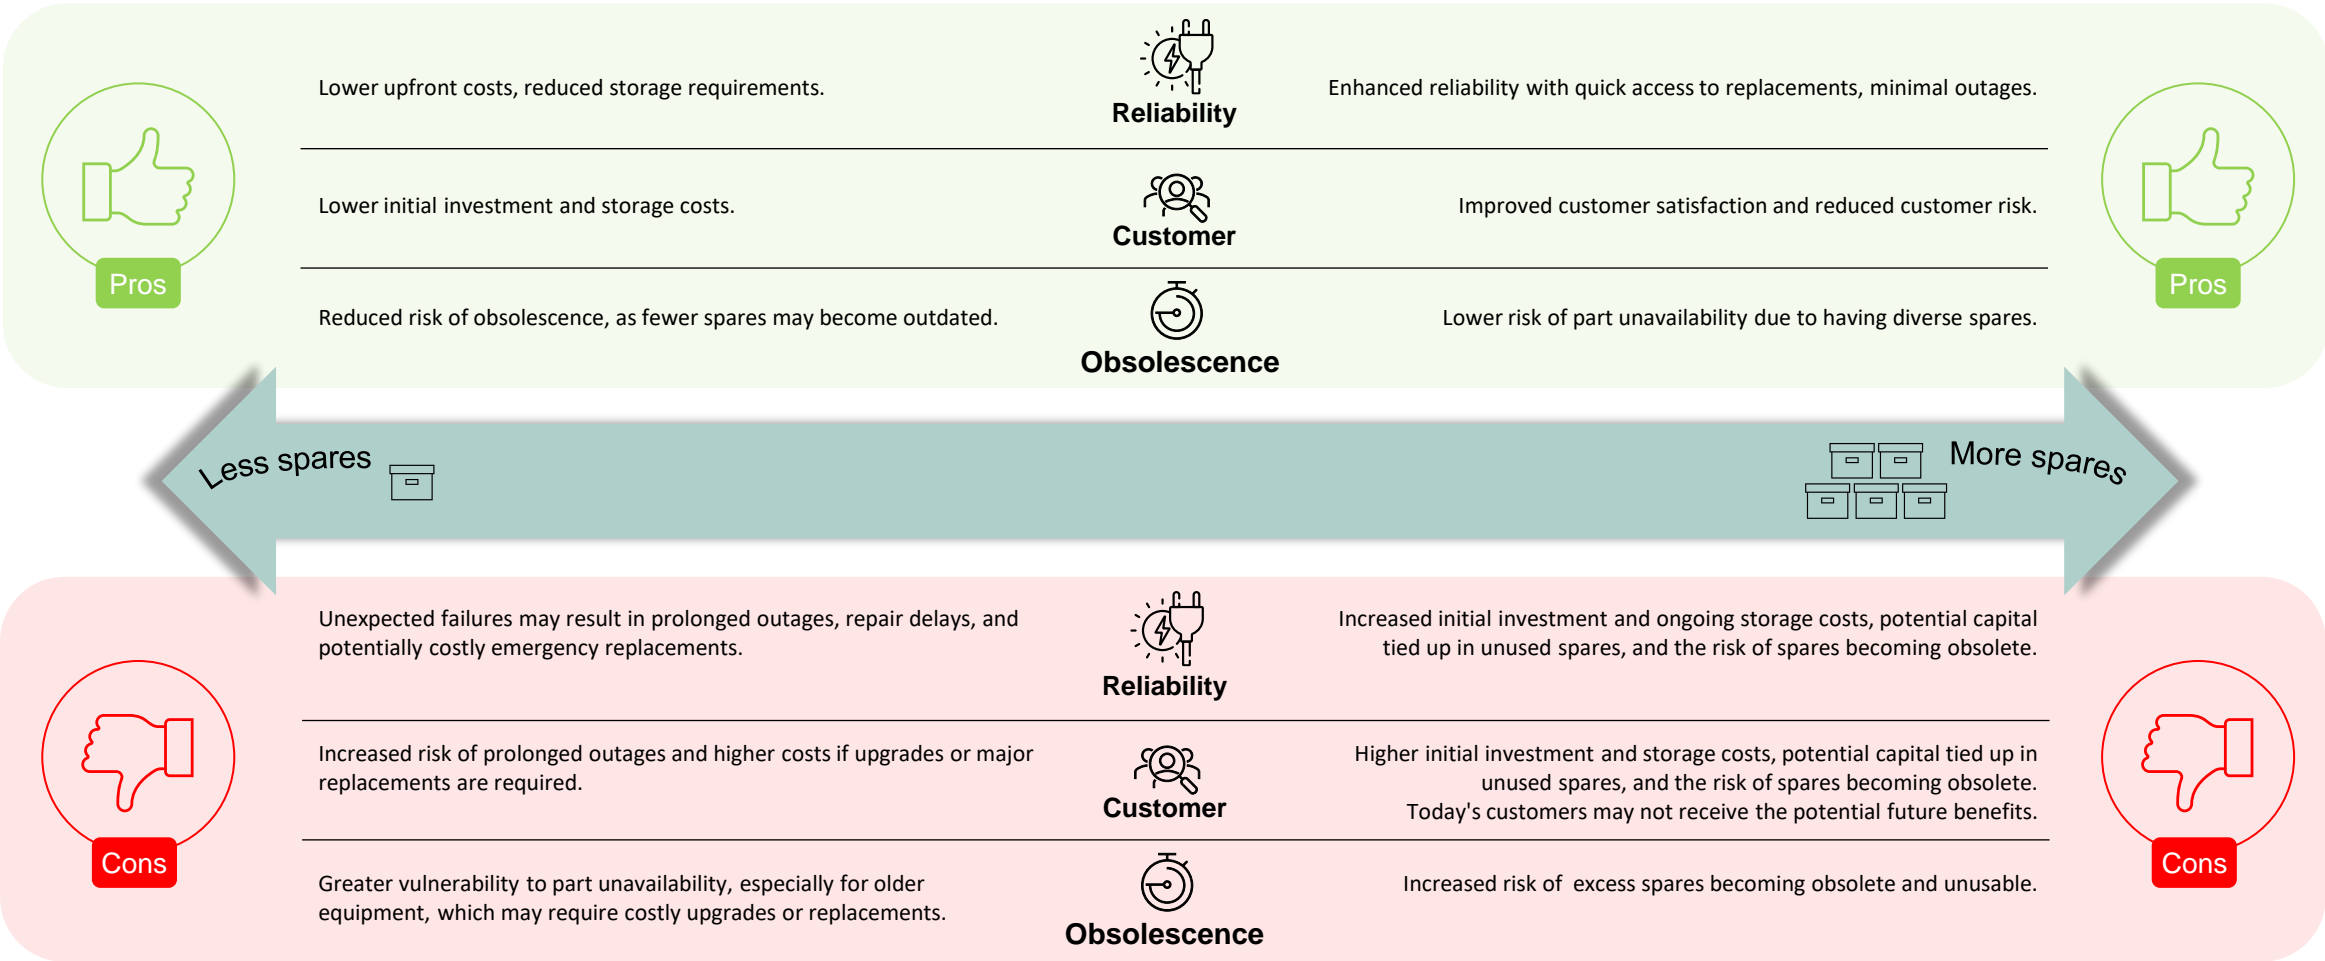 Lower upfront costs, reduced storage requirements.
Reliability
Enhanced reliability with quick access to replacements, minimal outages.
Lower initial investment and storage costs.
Customer
Improved customer satisfaction and reduced customer risk.
Pros
Pros
Reduced risk of obsolescence, as fewer spares may become outdated.
Obsolescence
Lower risk of part unavailability due to having diverse spares.
Less spares
More spares
Unexpected failures may result in prolonged outages, repair delays, and
potentially costly emergency replacements.
Reliability
Increased initial investment and ongoing storage costs, potential capital
tied up in unused spares, and the risk of spares becoming obsolete.
Increased risk of prolonged outages and higher costs if upgrades or major
replacements are required.
Customer
Higher initial investment and storage costs, potential capital tied up in
unused spares, and the risk of spares becoming obsolete.
Today's customers may not receive the potential future benefits.
Cons
Cons
Greater vulnerability to part unavailability, especially for older
equipment, which may require costly upgrades or replacements.
Obsolescence
Increased risk of  excess spares becoming obsolete and unusable.